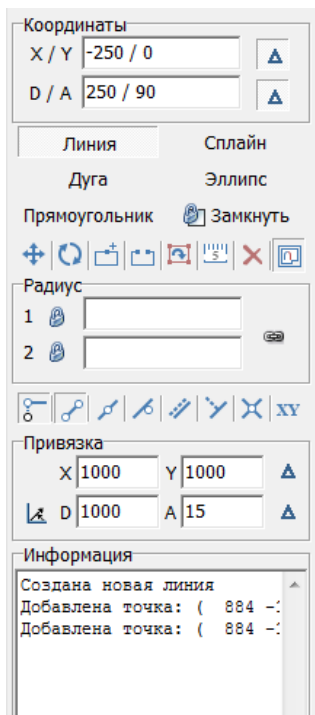 Координаты
X / Y -250 / 0
D / A 250 / 90
Линия Сплайн
Дуга Эллипс
Прямоугольник Замкнуть
5
Радиус
1
2
XY
Привязка
X 1000 Y 1000
D 1000 A 15
Информация
Создана новая линия
Добавлена точка: ( 884 -
Добавлена точка: ( 884 -